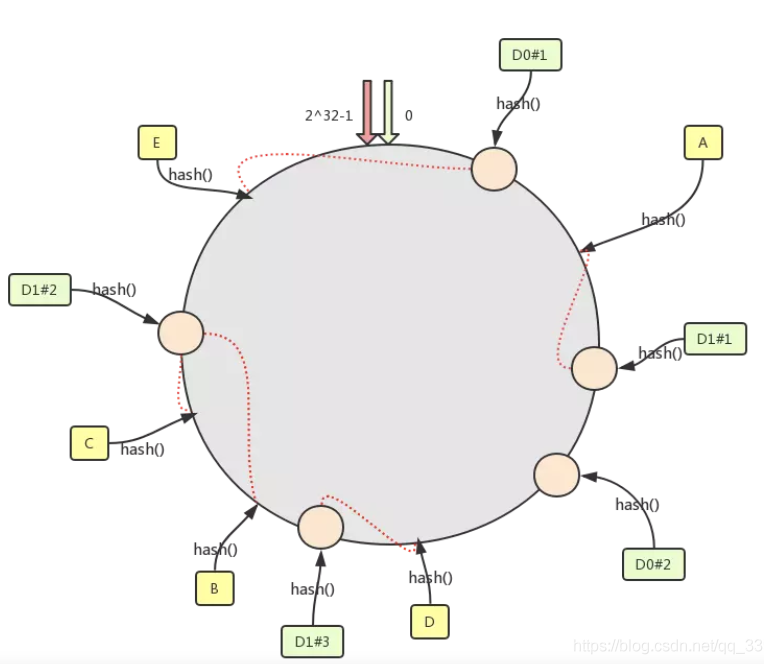 D0#1
hash()
2^32-1
0
E
hash()
A
hash()
D1#2
hash()
D1#1
hash()
C
hash()
hash()
D0#2
hash()
B
hash()
D1#3
hash()
D
https://blog.csdn.net/qq_33